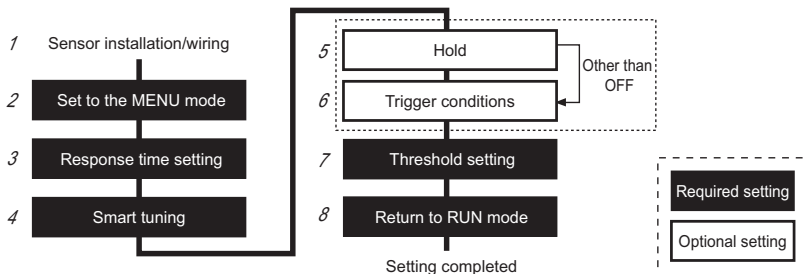 1 Sensor installation/wiring
2 Set to the MENU mode
3 Response time setting
4 Smart tuning
5 Hold
Other than
OFF
6 Trigger conditions
7 Threshold setting
8 Return to RUN mode
Setting completed
Required setting
Optional setting